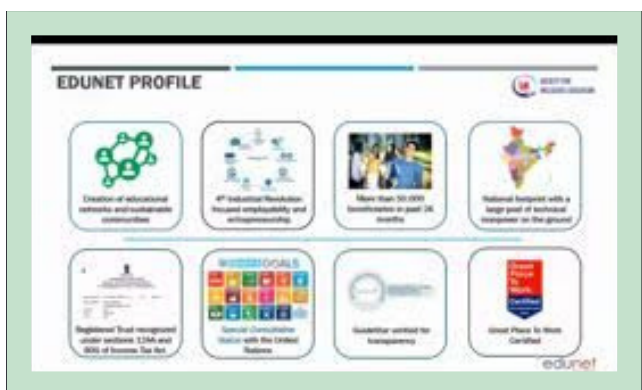 EDUNET PROFILE
Creation of educational
networks and sustainable
communities
4th Industrial Revolution
focused employability and
entrepreneurship
More than 50,000
beneficiaries in past 36
months
National footprint with a
large pool of technical
manpower on the ground
Registered Trust recognized
under sections 12AA and
80G of Income Tax Act
GOALS
Special Consultative
Status with the United
Nations
GuideStar verified for
transparency
Great
Place
To
Work
Certified
Great Place To Work
Certified
edunet